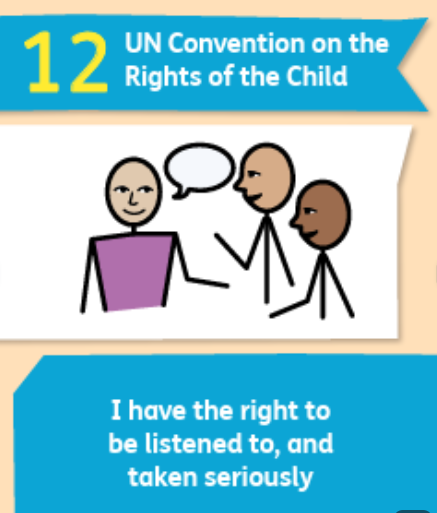 12
UN Convention on the
Rights of the Child
I have the right to
be listened to, and
taken seriously